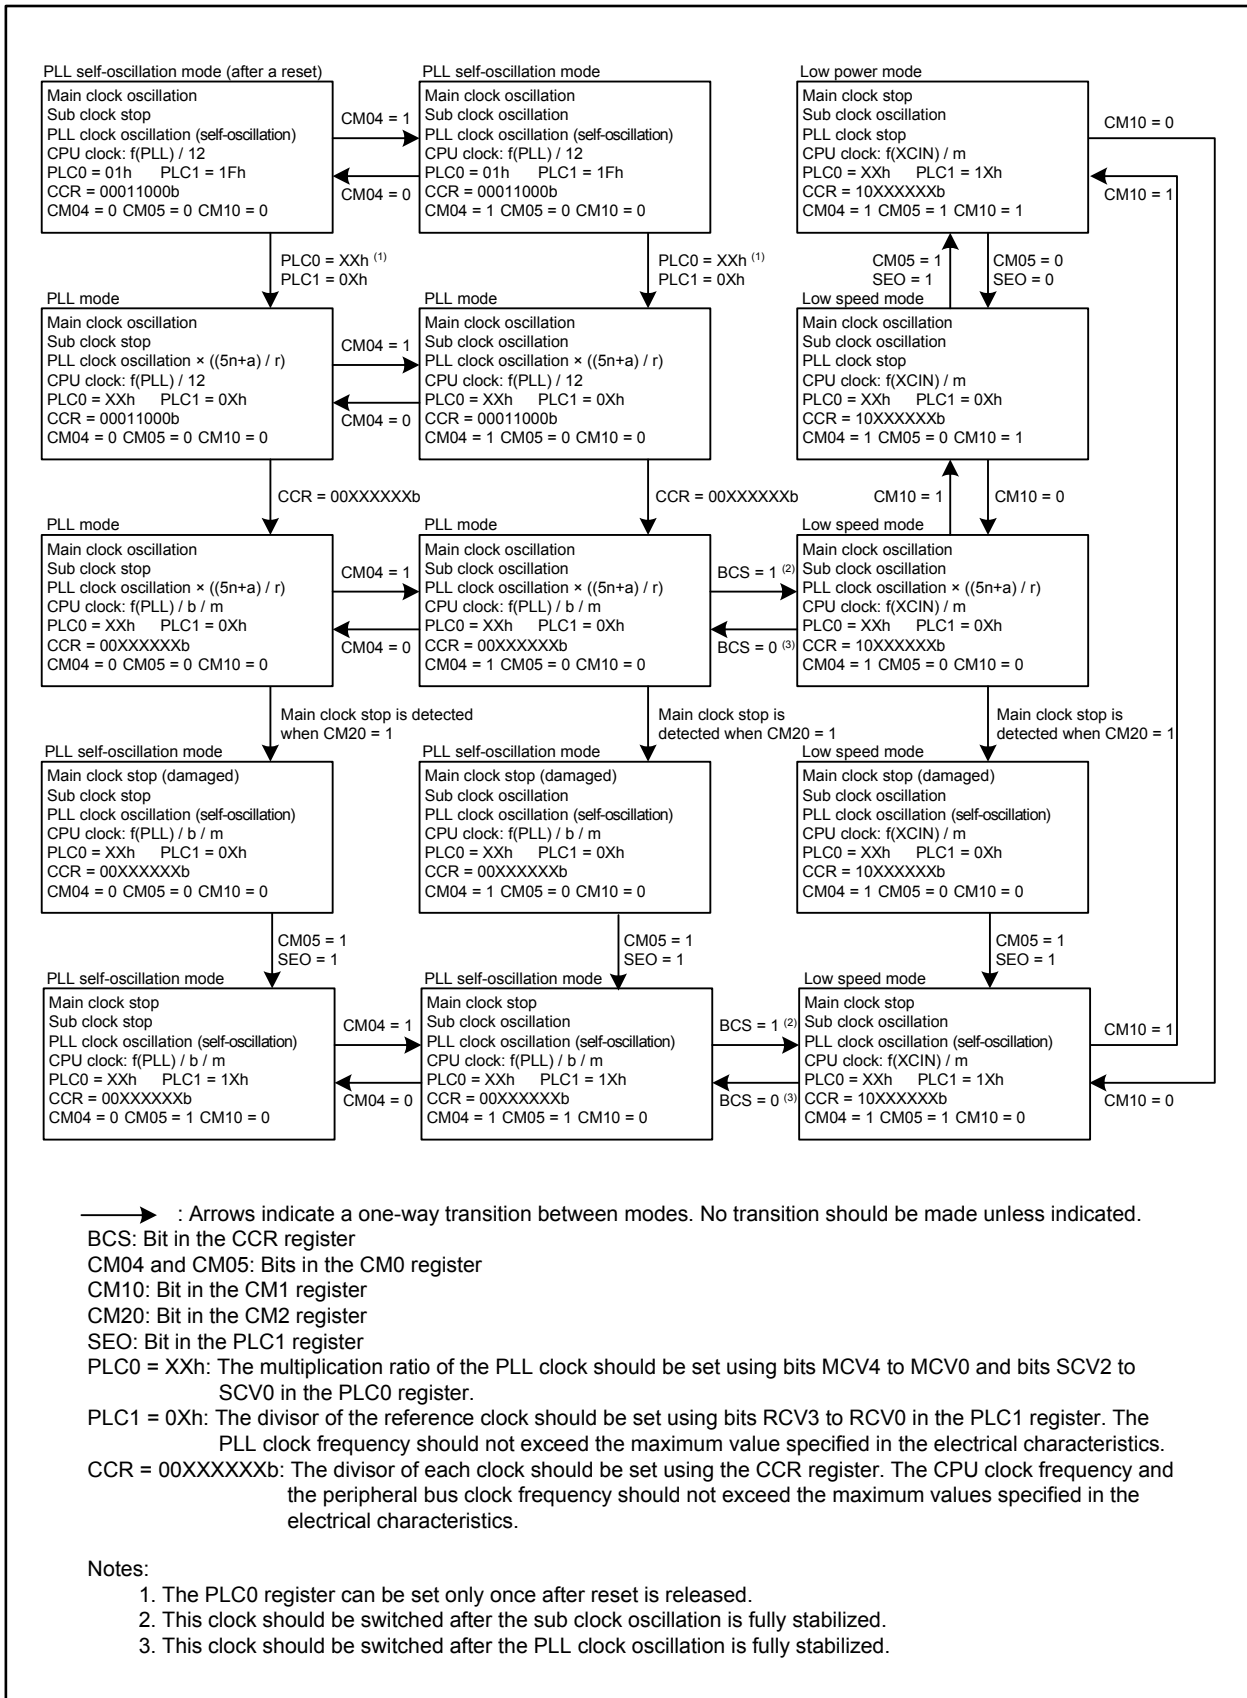 PLL self-oscillation mode (after a reset)
Main clock oscillation
Sub clock stop
PLL clock oscillation (self-oscillation)
CPU clock: f(PLL) / 12
PLC0 = 01h PLC1 = 1Fh
CCR = 00011000b
CM04 = 0 CM05 = 0 CM10 = 0
CM04 = 1
CM04 = 0
PLL self-oscillation mode
Main clock oscillation
Sub clock oscillation
PLL clock oscillation (self-oscillation)
CPU clock: f(PLL) / 12
PLC0 = 01h PLC1 = 1Fh
CCR = 00011000b
CM04 = 1 CM05 = 0 CM10 = 0
Low power mode
Main clock stop
Sub clock oscillation
PLL clock stop
CPU clock: f(XCIN) / m
PLC0 = XXh PLC1 = 1Xh
CCR = 10XXXXXXb
CM04 = 1 CM05 = 1 CM10 = 1
CM10 = 0
CM10 = 1
PLC0 = XXh (1)
PLC1 = 0Xh
PLC0 = XXh (1)
PLC1 = 0Xh
CM05 = 1
SEO = 1
CM05 = 0
SEO = 0
PLL mode
Main clock oscillation
Sub clock stop
PLL clock oscillation × ((5n+a) / r)
CPU clock: f(PLL) / 12
PLC0 = XXh PLC1 = 0Xh
CCR = 00011000b
CM04 = 0 CM05 = 0 CM10 = 0
CM04 = 1
CM04 = 0
PLL mode
Main clock oscillation
Sub clock oscillation
PLL clock oscillation × ((5n+a) / r)
CPU clock: f(PLL) / 12
PLC0 = XXh PLC1 = 0Xh
CCR = 00011000b
CM04 = 1 CM05 = 0 CM10 = 0
Low speed mode
Main clock oscillation
Sub clock oscillation
PLL clock stop
CPU clock: f(XCIN) / m
PLC0 = XXh PLC1 = 0Xh
CCR = 10XXXXXXb
CM04 = 1 CM05 = 0 CM10 = 1
CCR = 00XXXXXXb
CCR = 00XXXXXXb
CM10 = 1
CM10 = 0
PLL mode
Main clock oscillation
Sub clock stop
PLL clock oscillation × ((5n+a) / r)
CPU clock: f(PLL) / b / m
PLC0 = XXh PLC1 = 0Xh
CCR = 00XXXXXXb
CM04 = 0 CM05 = 0 CM10 = 0
CM04 = 1
CM04 = 0
PLL mode
Main clock oscillation
Sub clock oscillation
PLL clock oscillation × ((5n+a) / r)
CPU clock: f(PLL) / b / m
PLC0 = XXh PLC1 = 0Xh
CCR = 00XXXXXXb
CM04 = 1 CM05 = 0 CM10 = 0
BCS = 1 (2)
BCS = 0 (3)
Low speed mode
Main clock oscillation
Sub clock oscillation
PLL clock oscillation × ((5n+a) / r)
CPU clock: f(XCIN) / m
PLC0 = XXh PLC1 = 0Xh
CCR = 10XXXXXXb
CM04 = 1 CM05 = 0 CM10 = 0
Main clock stop is detected
when CM20 = 1
Main clock stop is
detected when CM20 = 1
Main clock stop is
detected when CM20 = 1
PLL self-oscillation mode
Main clock stop (damaged)
Sub clock stop
PLL clock oscillation (self-oscillation)
CPU clock: f(PLL) / b / m
PLC0 = XXh PLC1 = 0Xh
CCR = 00XXXXXXb
CM04 = 0 CM05 = 0 CM10 = 0
PLL self-oscillation mode
Main clock stop (damaged)
Sub clock oscillation
PLL clock oscillation (self-oscillation)
CPU clock: f(PLL) / b / m
PLC0 = XXh PLC1 = 0Xh
CCR = 00XXXXXXb
CM04 = 1 CM05 = 0 CM10 = 0
Low speed mode
Main clock stop (damaged)
Sub clock oscillation
PLL clock oscillation (self-oscillation)
CPU clock: f(XCIN) / m
PLC0 = XXh PLC1 = 0Xh
CCR = 10XXXXXXb
CM04 = 1 CM05 = 0 CM10 = 0
CM05 = 1
SEO = 1
CM05 = 1
SEO = 1
CM05 = 1
SEO = 1
PLL self-oscillation mode
Main clock stop
Sub clock stop
PLL clock oscillation (self-oscillation)
CPU clock: f(PLL) / b / m
PLC0 = XXh PLC1 = 1Xh
CCR = 00XXXXXXb
CM04 = 0 CM05 = 1 CM10 = 0
CM04 = 1
CM04 = 0
PLL self-oscillation mode
Main clock stop
Sub clock oscillation
PLL clock oscillation (self-oscillation)
CPU clock: f(PLL) / b / m
PLC0 = XXh PLC1 = 1Xh
CCR = 00XXXXXXb
CM04 = 1 CM05 = 1 CM10 = 0
BCS = 1 (2)
BCS = 0 (3)
Low speed mode
Main clock stop
Sub clock oscillation
PLL clock oscillation (self-oscillation)
CPU clock: f(XCIN) / m
PLC0 = XXh PLC1 = 1Xh
CCR = 10XXXXXXb
CM04 = 1 CM05 = 1 CM10 = 0
CM10 = 1
CM10 = 0
: Arrows indicate a one-way transition between modes. No transition should be made unless indicated.
BCS: Bit in the CCR register
CM04 and CM05: Bits in the CM0 register
CM10: Bit in the CM1 register
CM20: Bit in the CM2 register
SEO: Bit in the PLC1 register
PLC0 = XXh: The multiplication ratio of the PLL clock should be set using bits MCV4 to MCV0 and bits SCV2 to
SCV0 in the PLC0 register.
PLC1 = 0Xh: The divisor of the reference clock should be set using bits RCV3 to RCV0 in the PLC1 register. The
PLL clock frequency should not exceed the maximum value specified in the electrical characteristics.
CCR = 00XXXXXXb: The divisor of each clock should be set using the CCR register. The CPU clock frequency and
the peripheral bus clock frequency should not exceed the maximum values specified in the
electrical characteristics.
Notes:
1. The PLC0 register can be set only once after reset is released.
2. This clock should be switched after the sub clock oscillation is fully stabilized.
3. This clock should be switched after the PLL clock oscillation is fully stabilized.